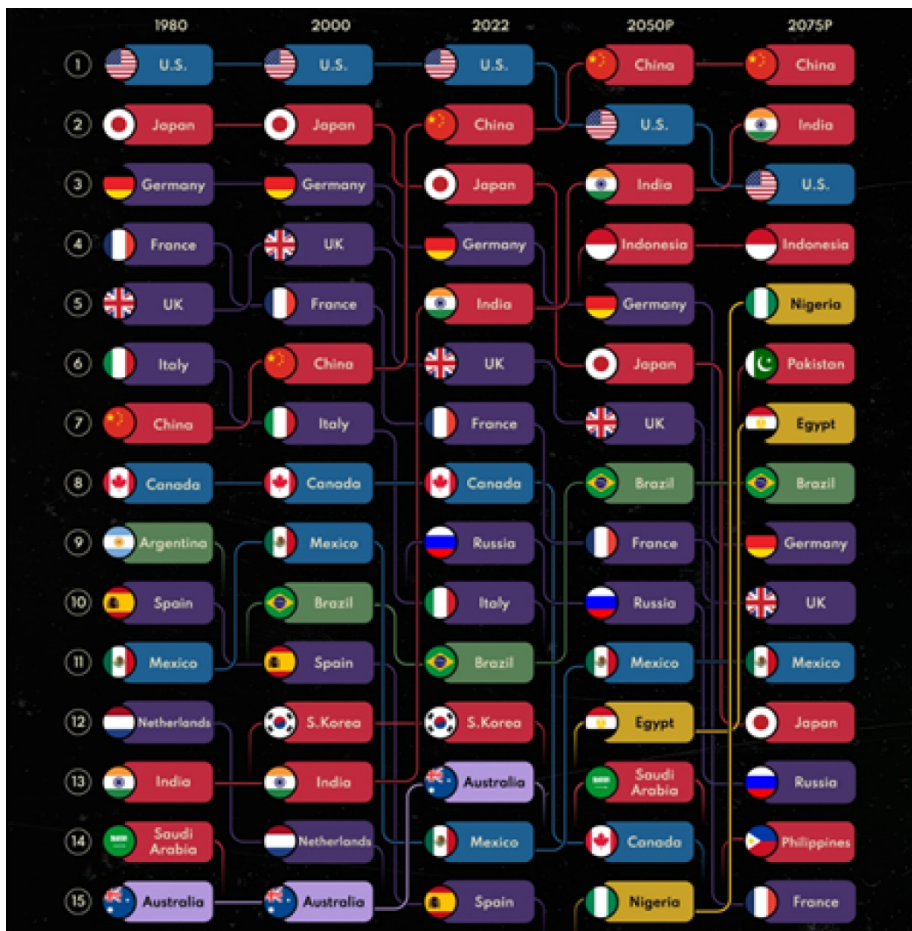 1980 2000 2022 2050P 2075P
1 U.S. U.S. U.S. China China
2 Japan Japan China U.S. India
3 Germany Germany Japan India U.S.
4 France UK Germany Indonesia Indonesia
5 UK France India Germany Nigeria
6 Italy China UK Japan Pakistan
7 China Italy France UK Egypt
8 Canada Canada Canada Brazil Brazil
9 Argentina Mexico Russia France Germany
10 Spain Brazil Italy Russia UK
11 Mexico Spain Brazil Mexico Mexico
12 Netherlands S.Korea S.Korea Egypt Japan
13 India India Australia Saudi Arabia Russia
14 Saudi Arabia Netherlands Mexico Canada Philippines
15 Australia Australia Spain Nigeria France